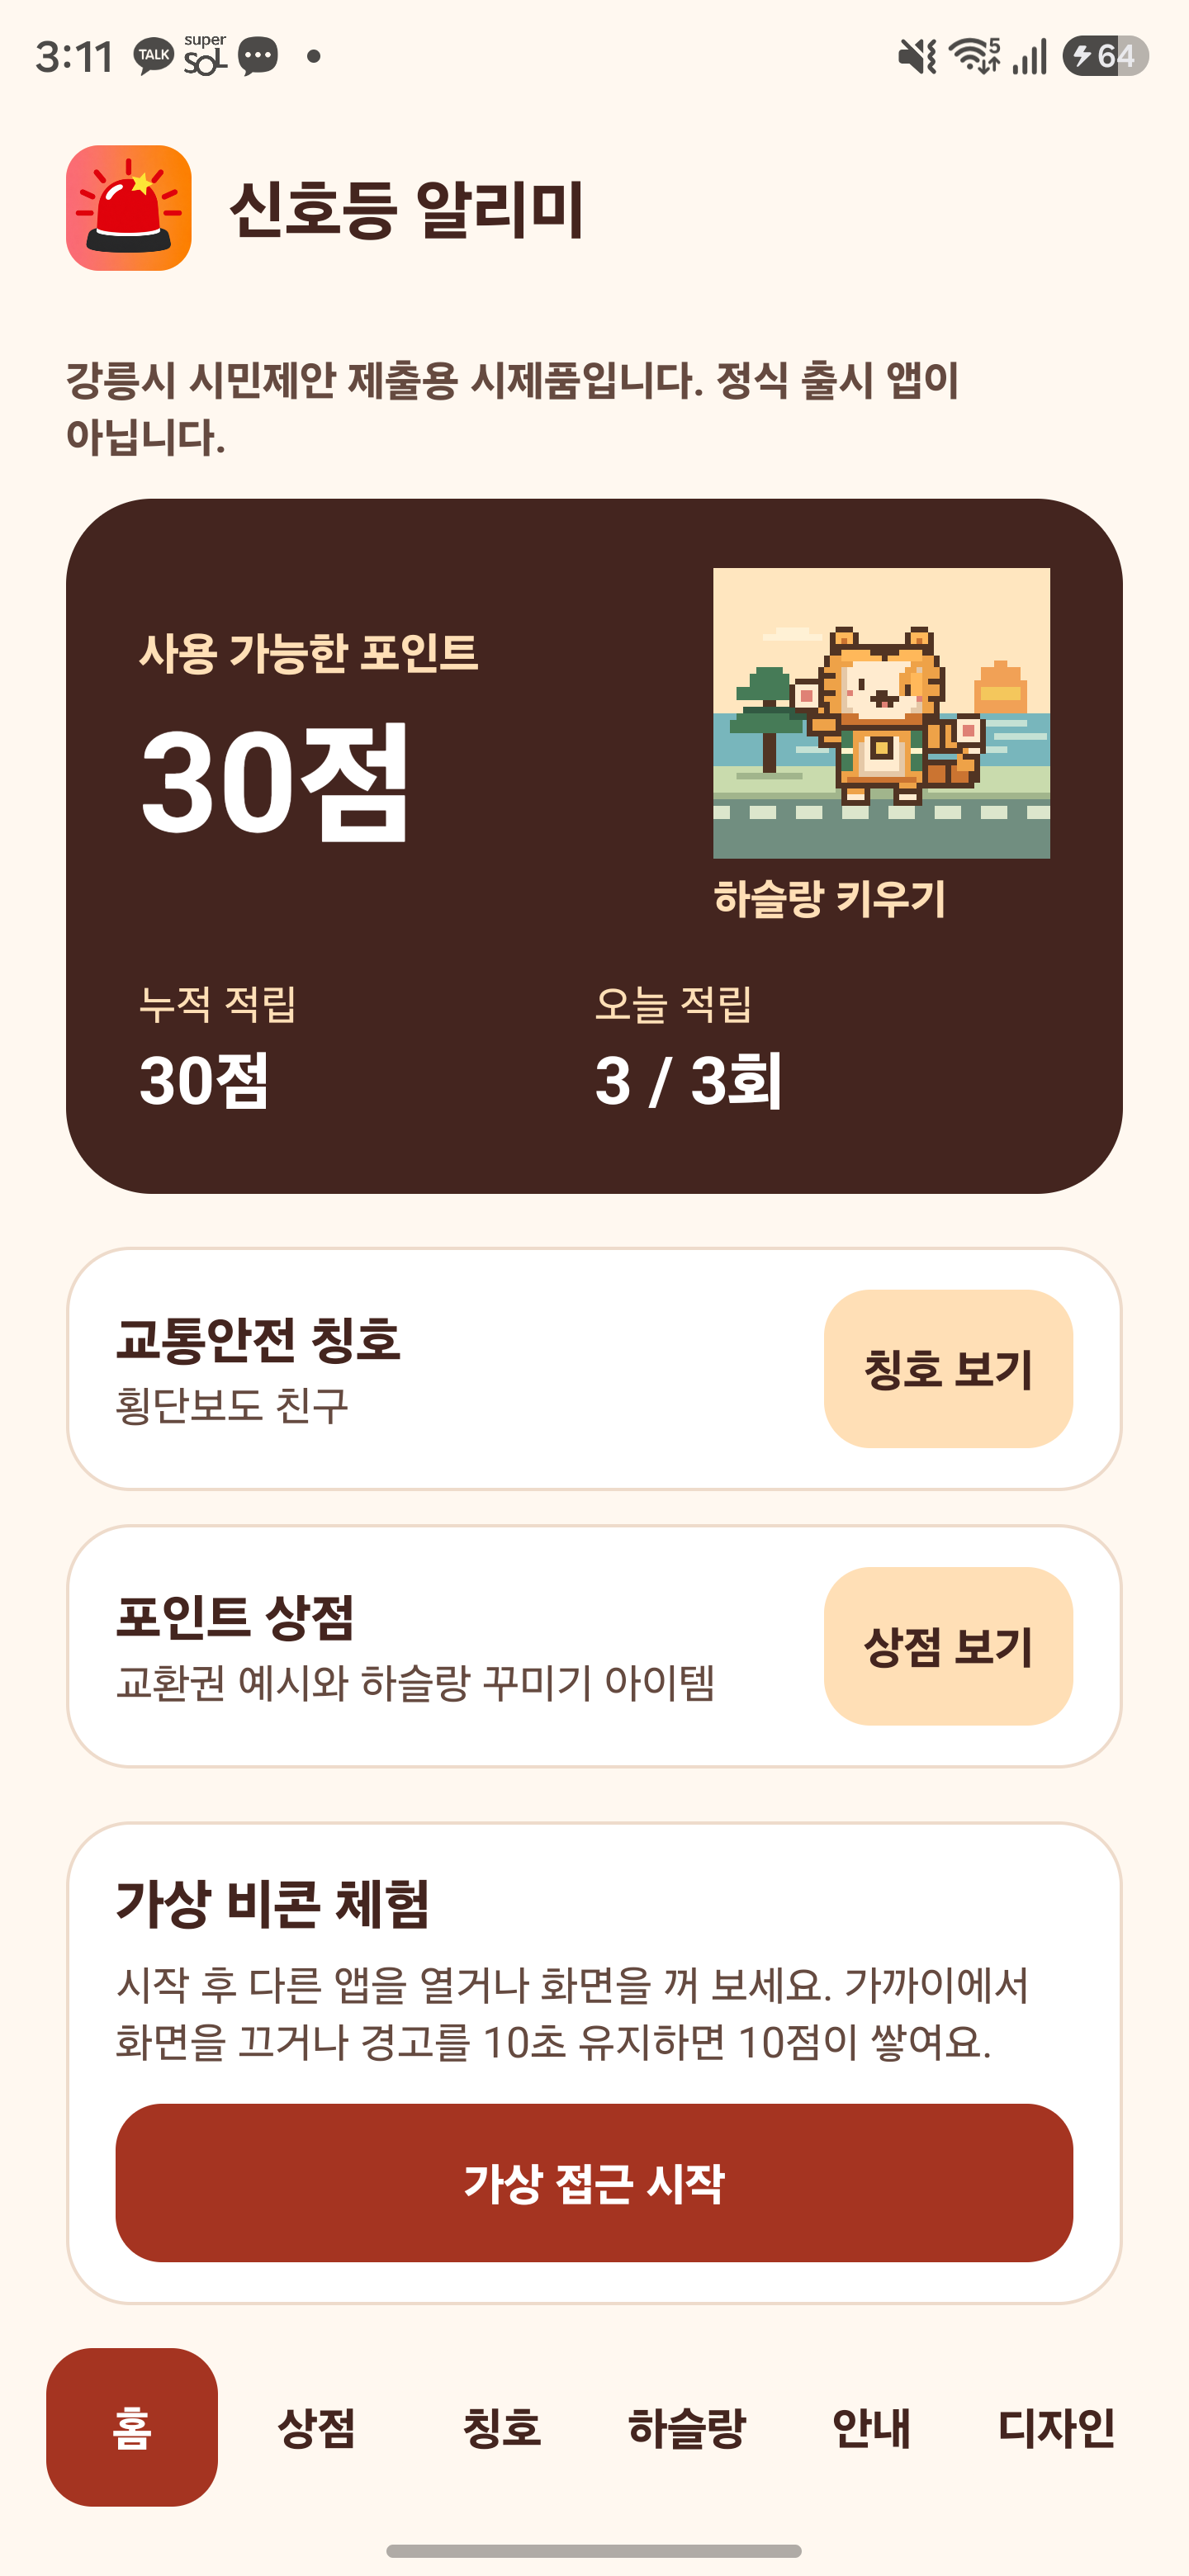 3:11 TALK super SOL 5 64
신호등 알리미
강릉시 시민제안 제출용 시제품입니다. 정식 출시 앱이
아닙니다.
사용 가능한 포인트
30점
하슬랑 키우기
누적 적립 오늘 적립
30점 3 / 3회
교통안전 칭호
횡단보도 친구
칭호 보기
포인트 상점
교환권 예시와 하슬랑 꾸미기 아이템
상점 보기
가상 비콘 체험
시작 후 다른 앱을 열거나 화면을 꺼 보세요. 가까이에서
화면을 끄거나 경고를 10초 유지하면 10점이 쌓여요.
가상 접근 시작
홈 상점 칭호 하슬랑 안내 디자인